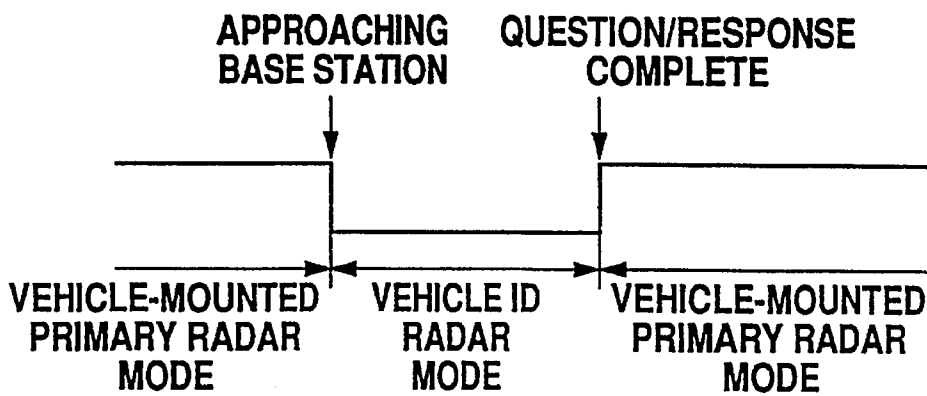 APPROACHING
BASE STATION
QUESTION/RESPONSE
COMPLETE
VEHICLE-MOUNTED
PRIMARY RADAR
MODE
VEHICLE ID
RADAR
MODE
VEHICLE-MOUNTED
PRIMARY RADAR
MODE